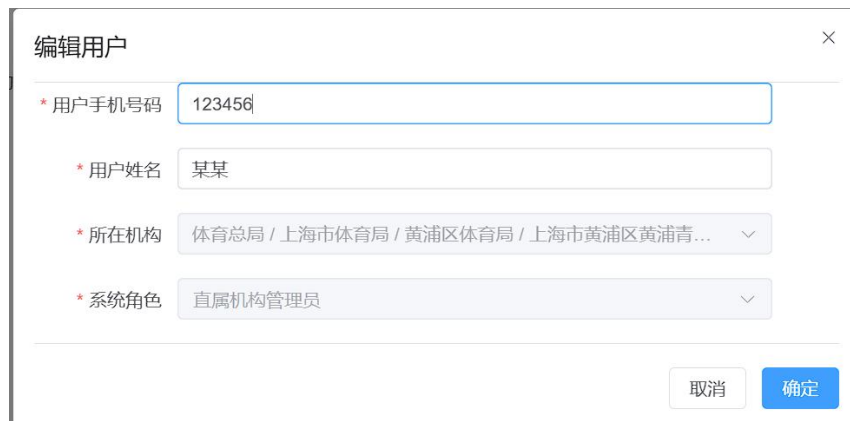 编辑用户
* 用户手机号码 123456
* 用户姓名 某某
* 所在机构 体育总局 / 上海市体育局 / 黄浦区体育局 / 上海市黄浦区黄浦青...
* 系统角色 直属机构管理员
取消 确定